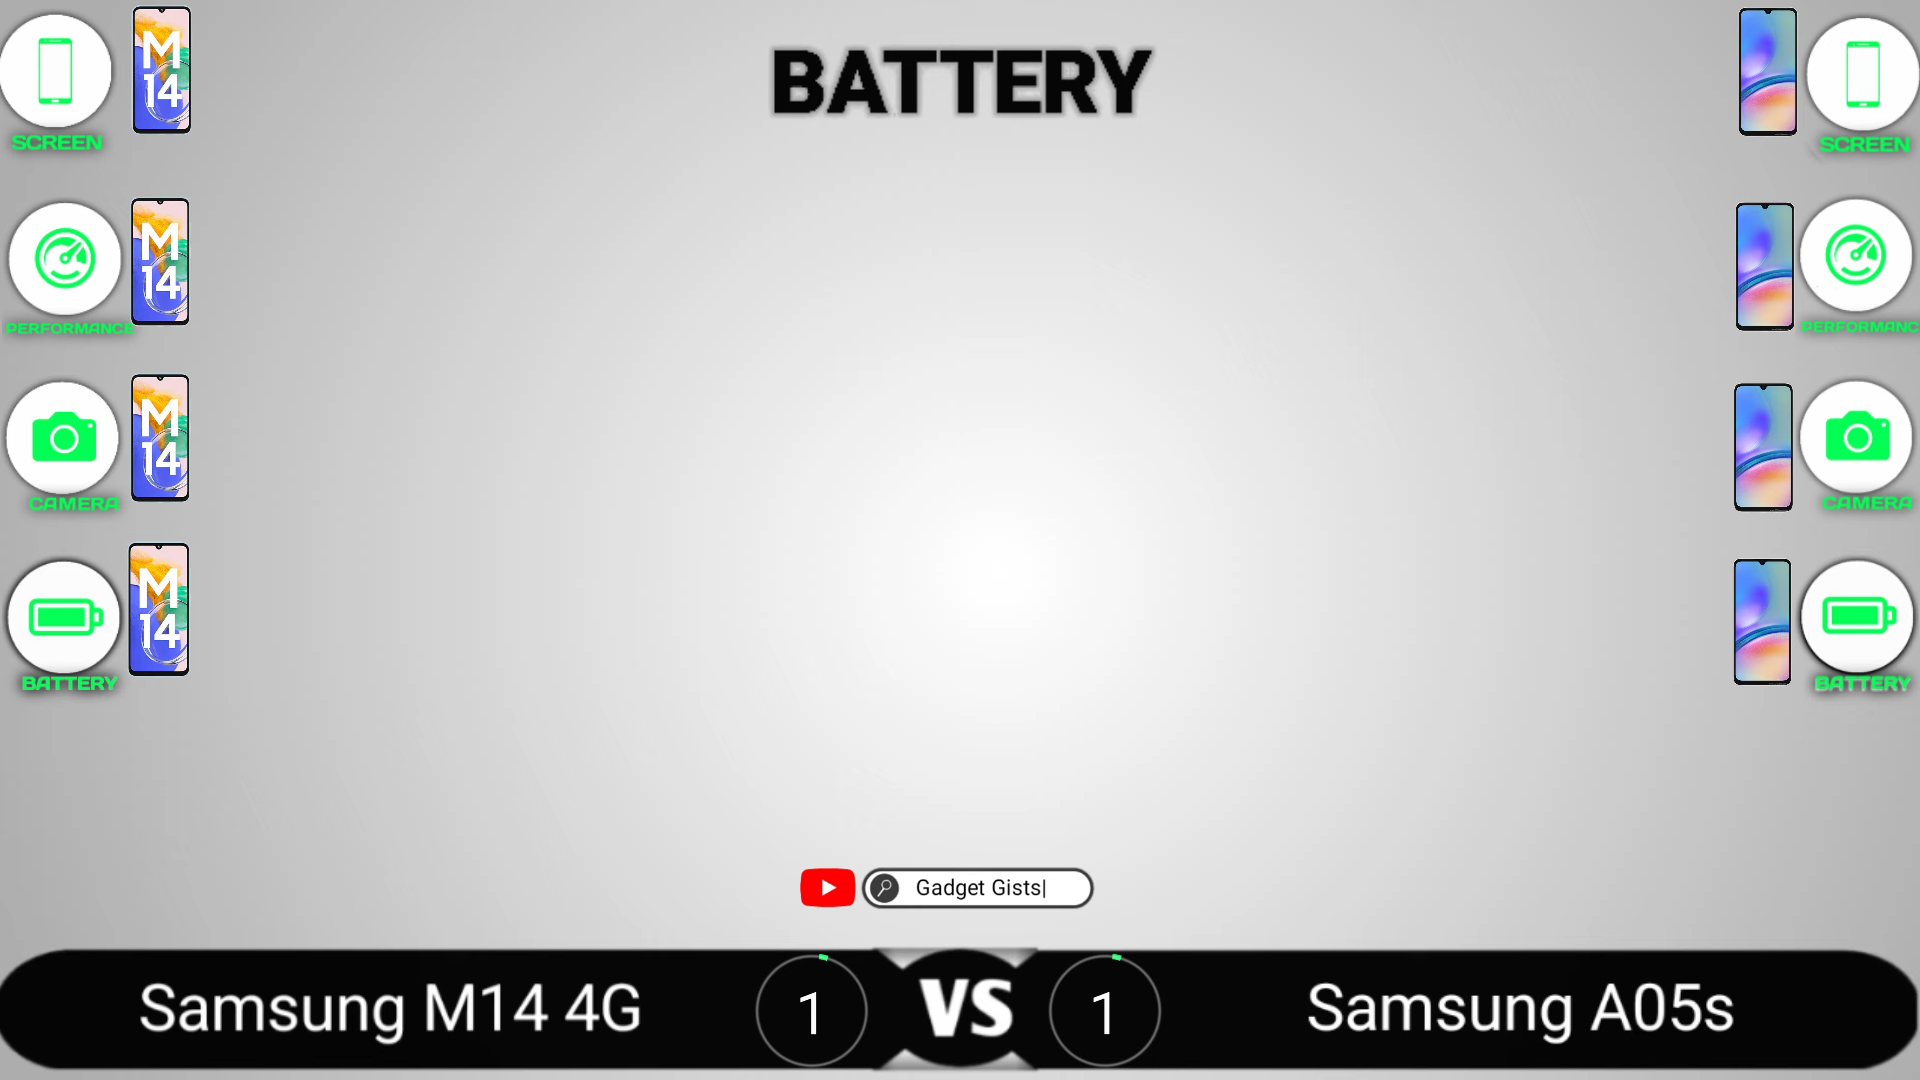 BATTERY
M
14
SCREEN
SCREEN
M
14
PERFORMANCE
PERFORMANC
M
14
CAMERA
CAMERA
M
14
BATTERY
BATTERY
Gadget Gists|
Samsung M14 4G 1 VS 1 Samsung A05s